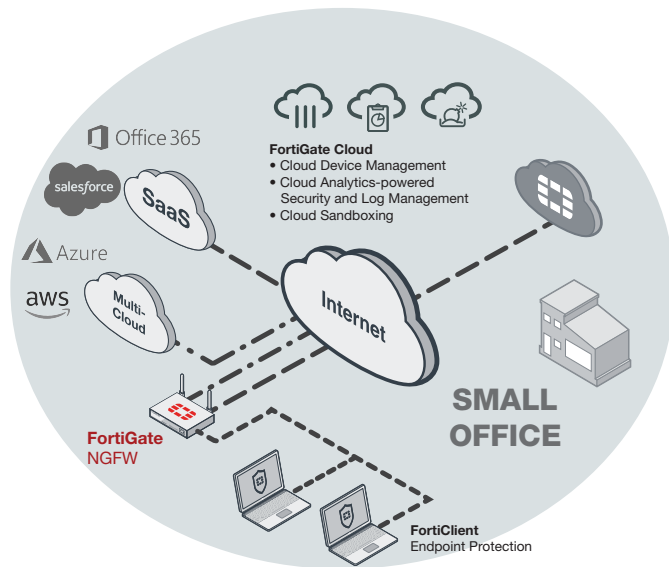 Office 365
FortiGate Cloud
• Cloud Device Management
• Cloud Analytics-powered
Security and Log Management
• Cloud Sandboxing
salesforce
SaaS
Azure
aws
Multi-
Cloud
Internet
SMALL
OFFICE
FortiGate
NGFW
FortiClient
Endpoint Protection